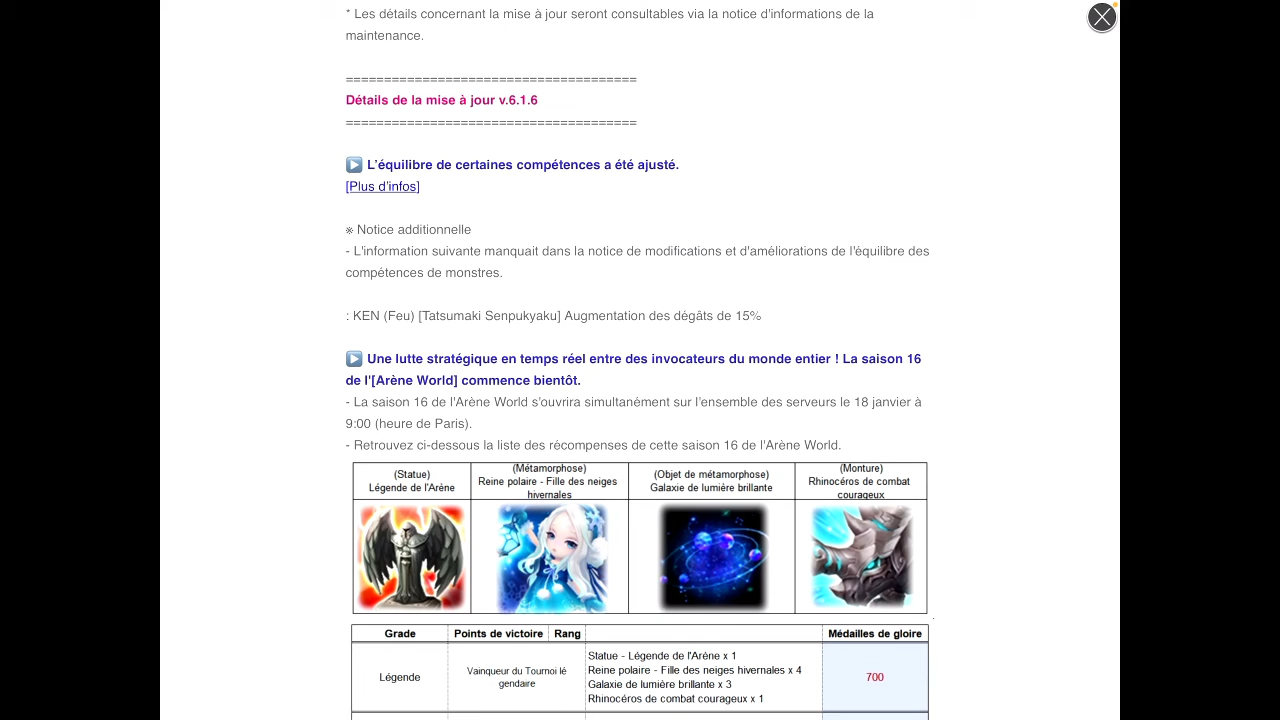 * Les détails concernant la mise à jour seront consultables via la notice d'informations de la
maintenance.
======================================
Détails de la mise à jour v.6.1.6
======================================
L'équilibre de certaines compétences a été ajusté.
[Plus d'infos]
※ Notice additionnelle
- L'information suivante manquait dans la notice de modifications et d'améliorations de l'équilibre des
compétences de monstres.
: KEN (Feu) [Tatsumaki Senpukyaku] Augmentation des dégâts de 15%
Une lutte stratégique en temps réel entre des invocateurs du monde entier ! La saison 16
de l'[Arène World] commence bientôt.
- La saison 16 de l'Arène World s'ouvrira simultanément sur l'ensemble des serveurs le 18 janvier à
9:00 (heure de Paris).
- Retrouvez ci-dessous la liste des récompenses de cette saison 16 de l'Arène World.
(Statue)
Légende de l'Arène
(Métamorphose)
Reine polaire - Fille des neiges
hivernales
(Objet de métamorphose)
Galaxie de lumière brillante
(Monture)
Rhinocéros de combat
courageux
Grade Points de victoire Rang Médailles de gloire
Légende
Vainqueur du Tournoi lé
gendaire
Statue - Légende de l'Arène x 1
Reine polaire - Fille des neiges hivernales x 4
Galaxie de lumière brillante x 3
Rhinocéros de combat courageux x 1
700